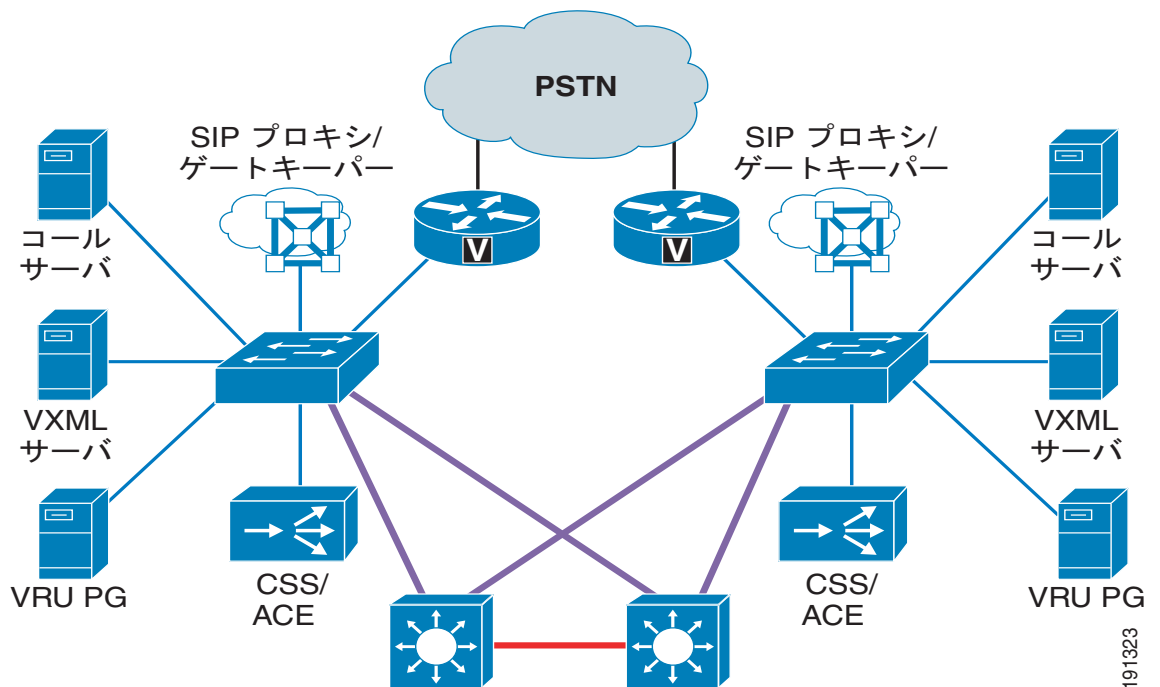 PSTN
SIP プロキシ/
ゲートキーパー
SIP プロキシ/
ゲートキーパー
V
V
コール
サーバ
コール
サーバ
VXML
サーバ
VXML
サーバ
VRU PG
CSS/
ACE
CSS/
ACE
VRU PG
191323